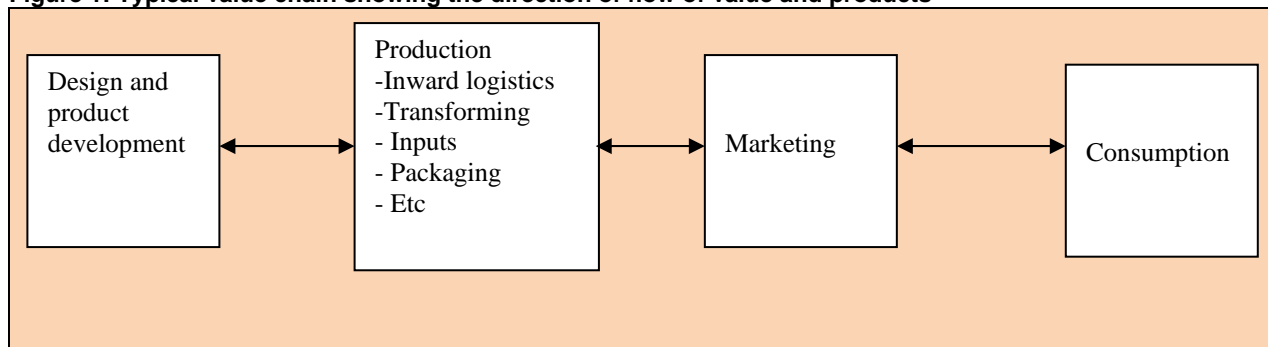 Figure 1: Typical value chain showing the direction of flow of value and products
Design and
product
development
Production
-Inward logistics
-Transforming
- Inputs
- Packaging
- Etc
Marketing
Consumption